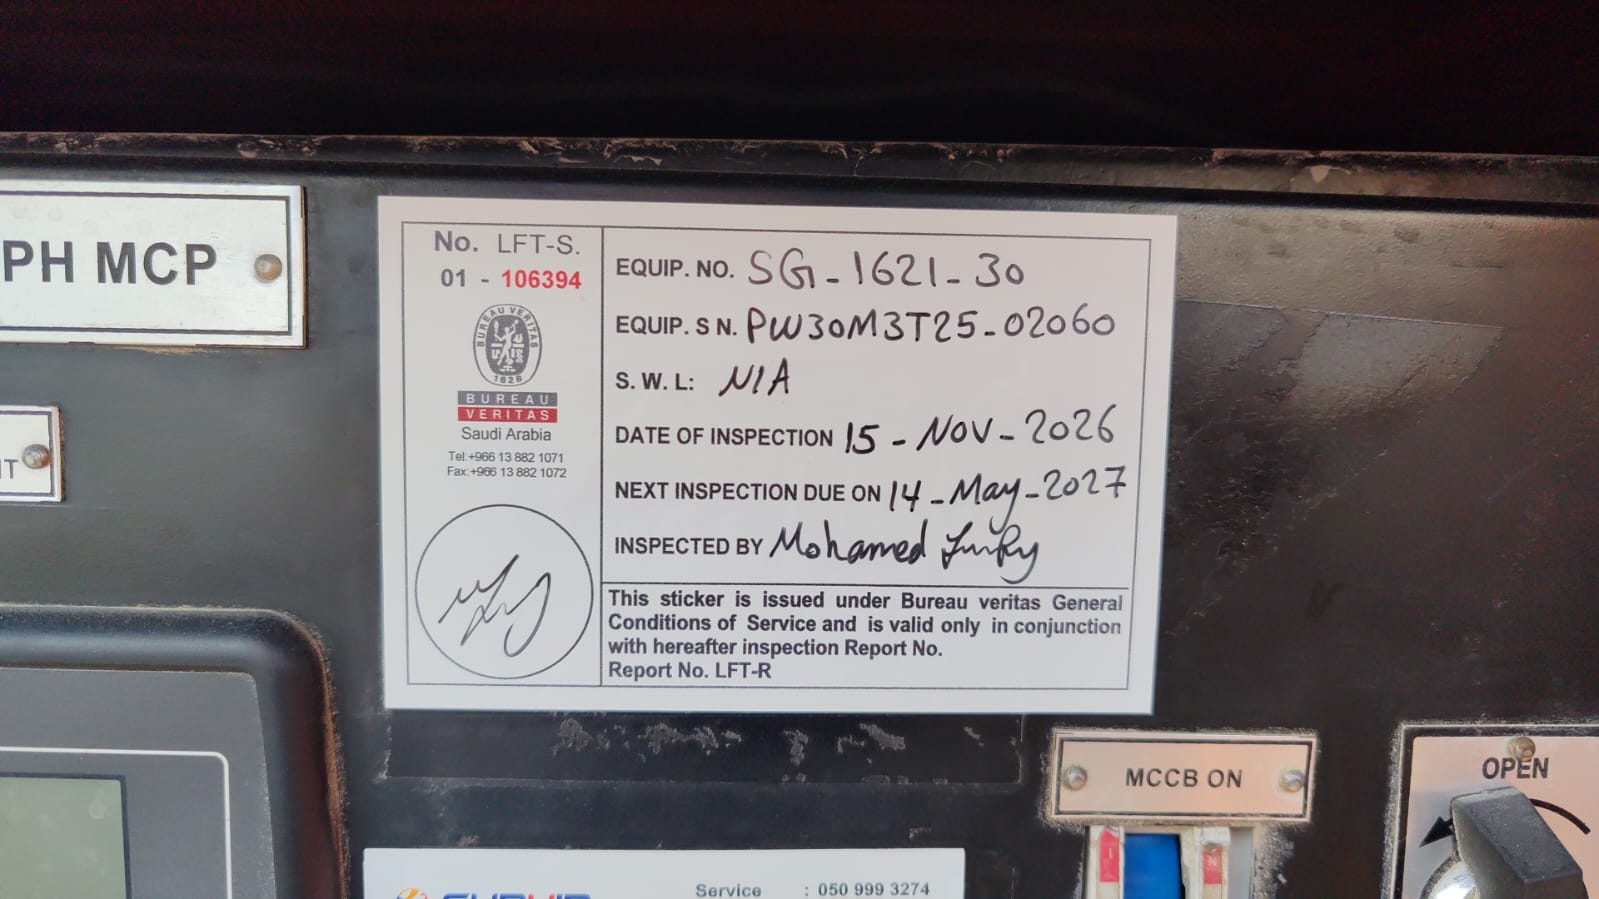 PH MCP
No. LFT-S.
01 - 106394
BUREAU VERITAS
1828
BUREAU
VERITAS
Saudi Arabia
Tel:+966 13 882 1071
Fax:+966 13 882 1072
EQUIP. NO. SG-1621-30
EQUIP. S N. PW30M3T25-02060
S. W. L: N/A
DATE OF INSPECTION 15-Nov-2026
NEXT INSPECTION DUE ON 14-May-2027
INSPECTED BY Mohamed
This sticker is issued under Bureau veritas General
Conditions of Service and is valid only in conjunction
with hereafter inspection Report No.
Report No. LFT-R
MCCB ON
OPEN
Service : 050 999 3274